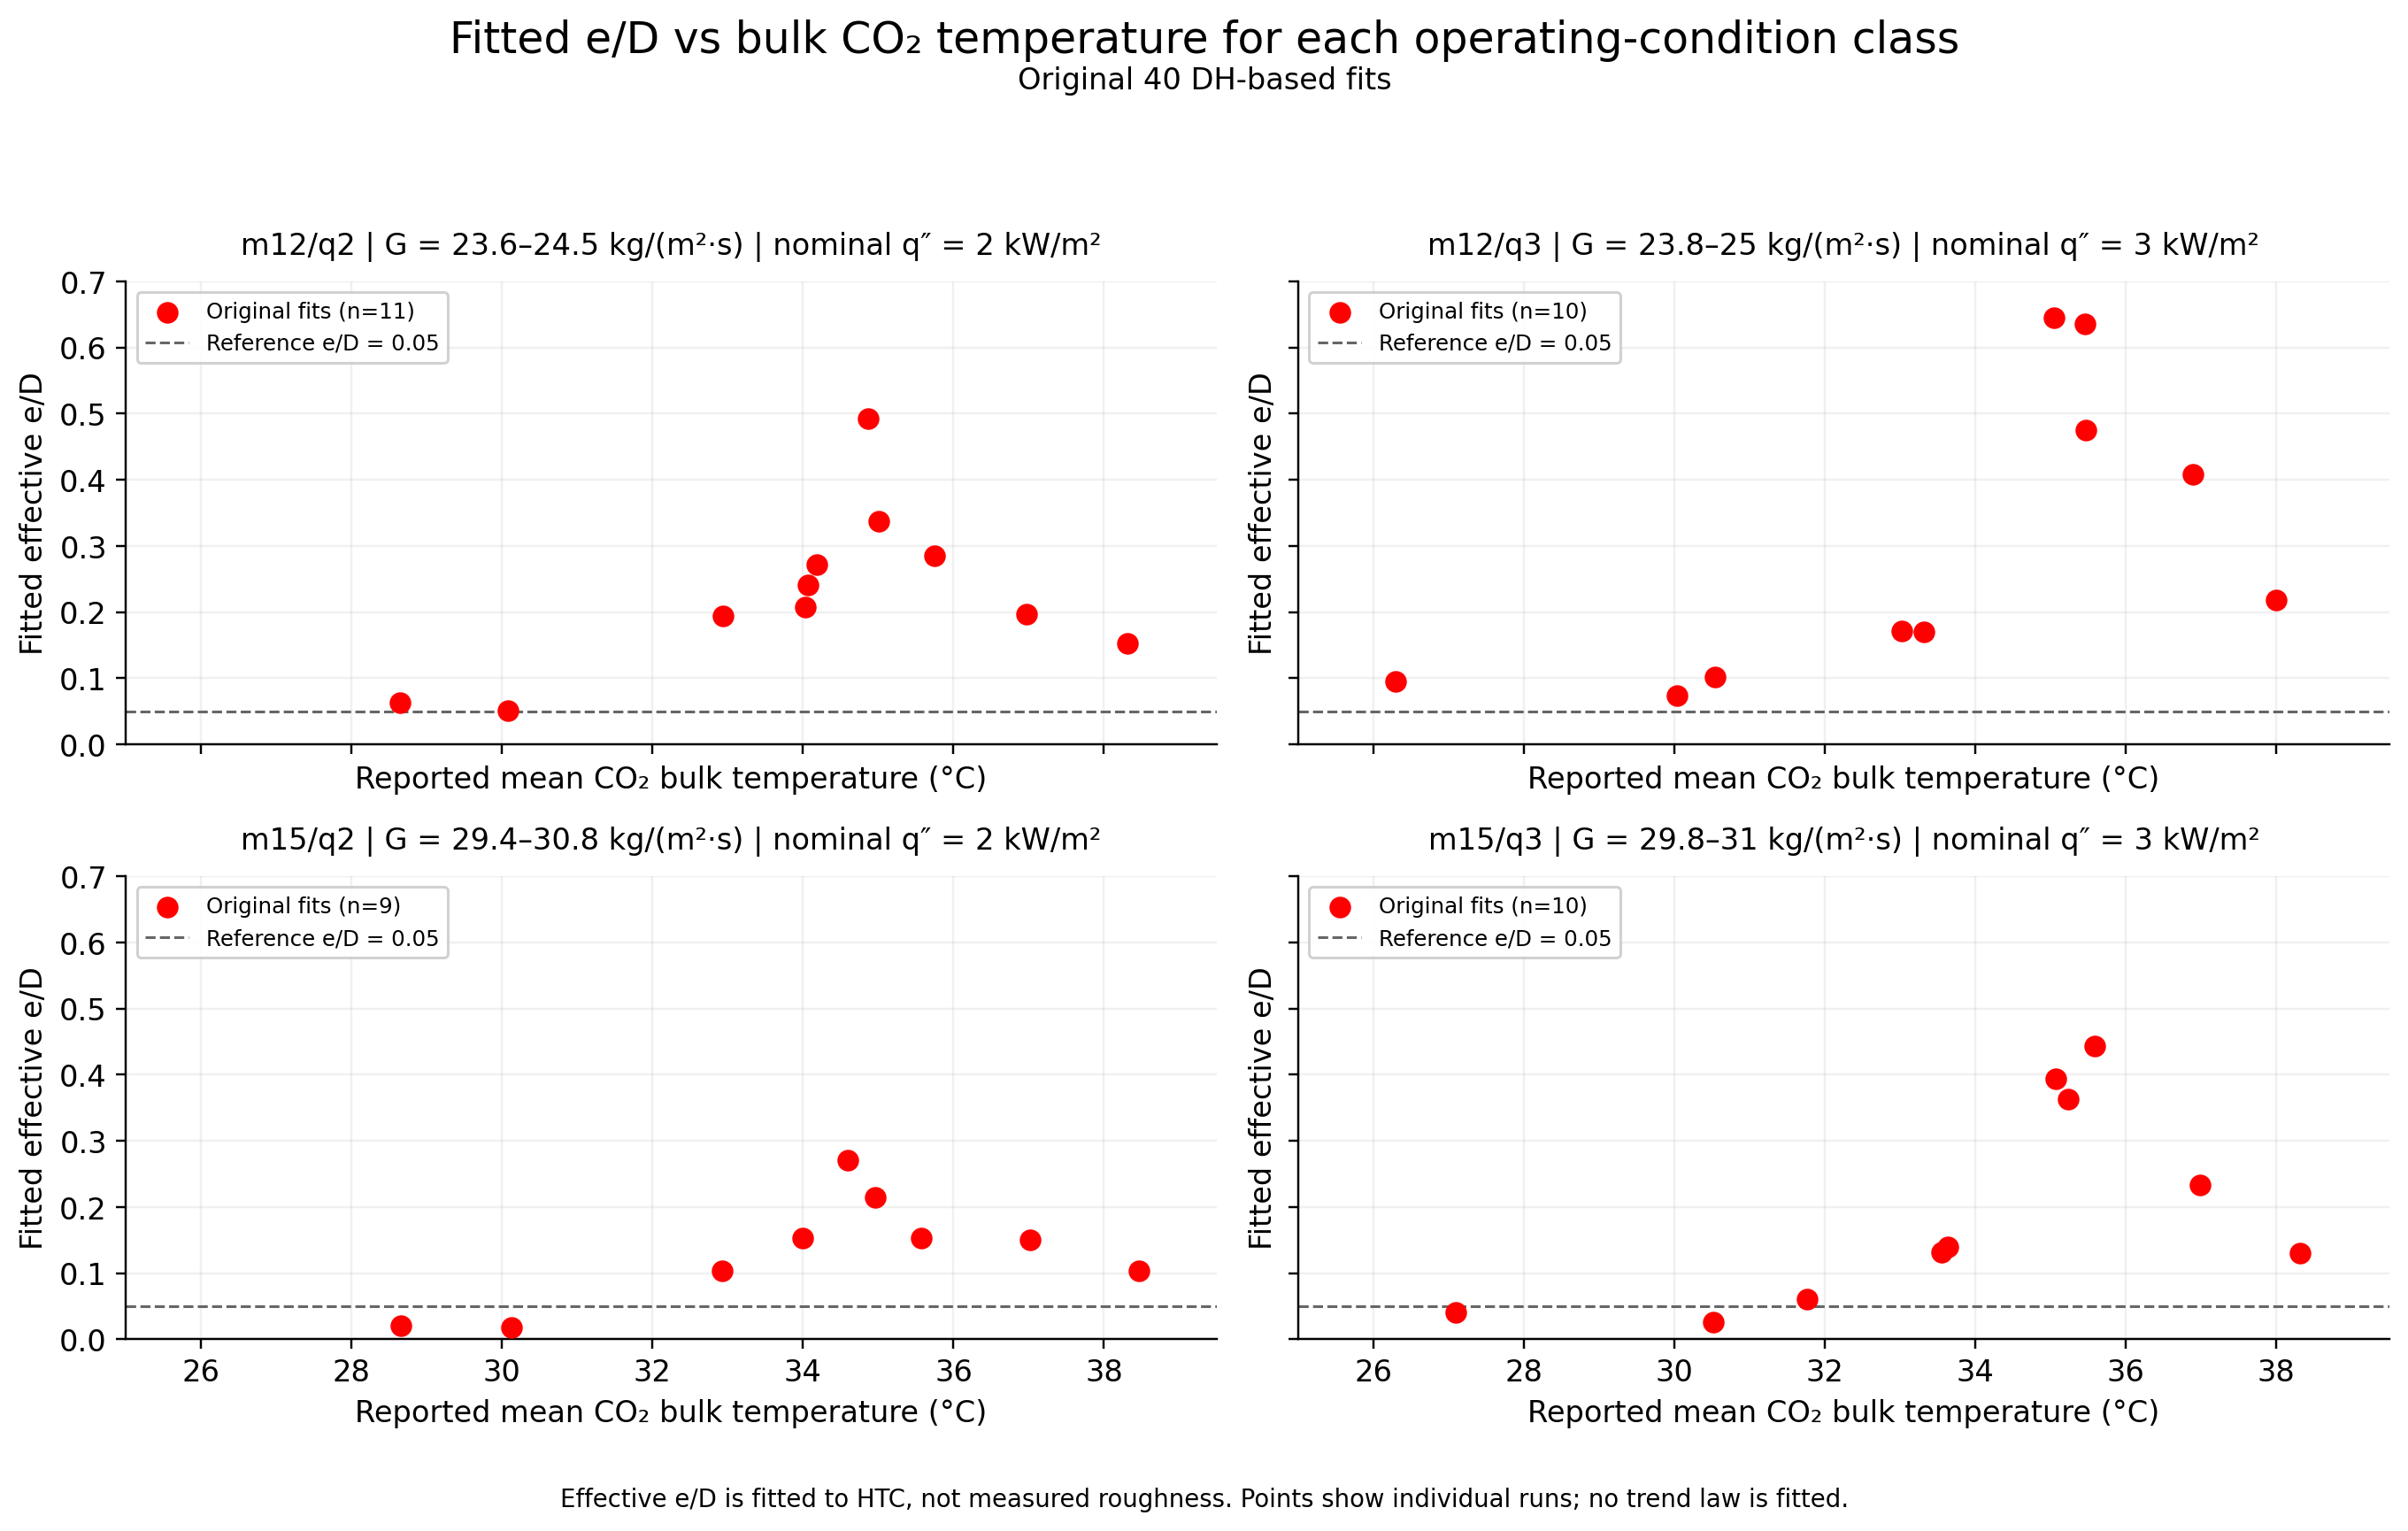 Fitted e/D vs bulk CO₂ temperature for each operating-condition class
Original 40 DH-based fits
m12/q2 | G = 23.6–24.5 kg/(m²·s) | nominal q″ = 2 kW/m²
Original fits (n=11)
Reference e/D = 0.05
0.7
0.6
0.5
0.4
0.3
0.2
0.1
0.0
Fitted effective e/D
Reported mean CO₂ bulk temperature (°C)
m12/q3 | G = 23.8–25 kg/(m²·s) | nominal q″ = 3 kW/m²
Original fits (n=10)
Reference e/D = 0.05
Fitted effective e/D
Reported mean CO₂ bulk temperature (°C)
m15/q2 | G = 29.4–30.8 kg/(m²·s) | nominal q″ = 2 kW/m²
Original fits (n=9)
Reference e/D = 0.05
0.7
0.6
0.5
0.4
0.3
0.2
0.1
0.0
Fitted effective e/D
26 28 30 32 34 36 38
Reported mean CO₂ bulk temperature (°C)
m15/q3 | G = 29.8–31 kg/(m²·s) | nominal q″ = 3 kW/m²
Original fits (n=10)
Reference e/D = 0.05
Fitted effective e/D
26 28 30 32 34 36 38
Reported mean CO₂ bulk temperature (°C)
Effective e/D is fitted to HTC, not measured roughness. Points show individual runs; no trend law is fitted.